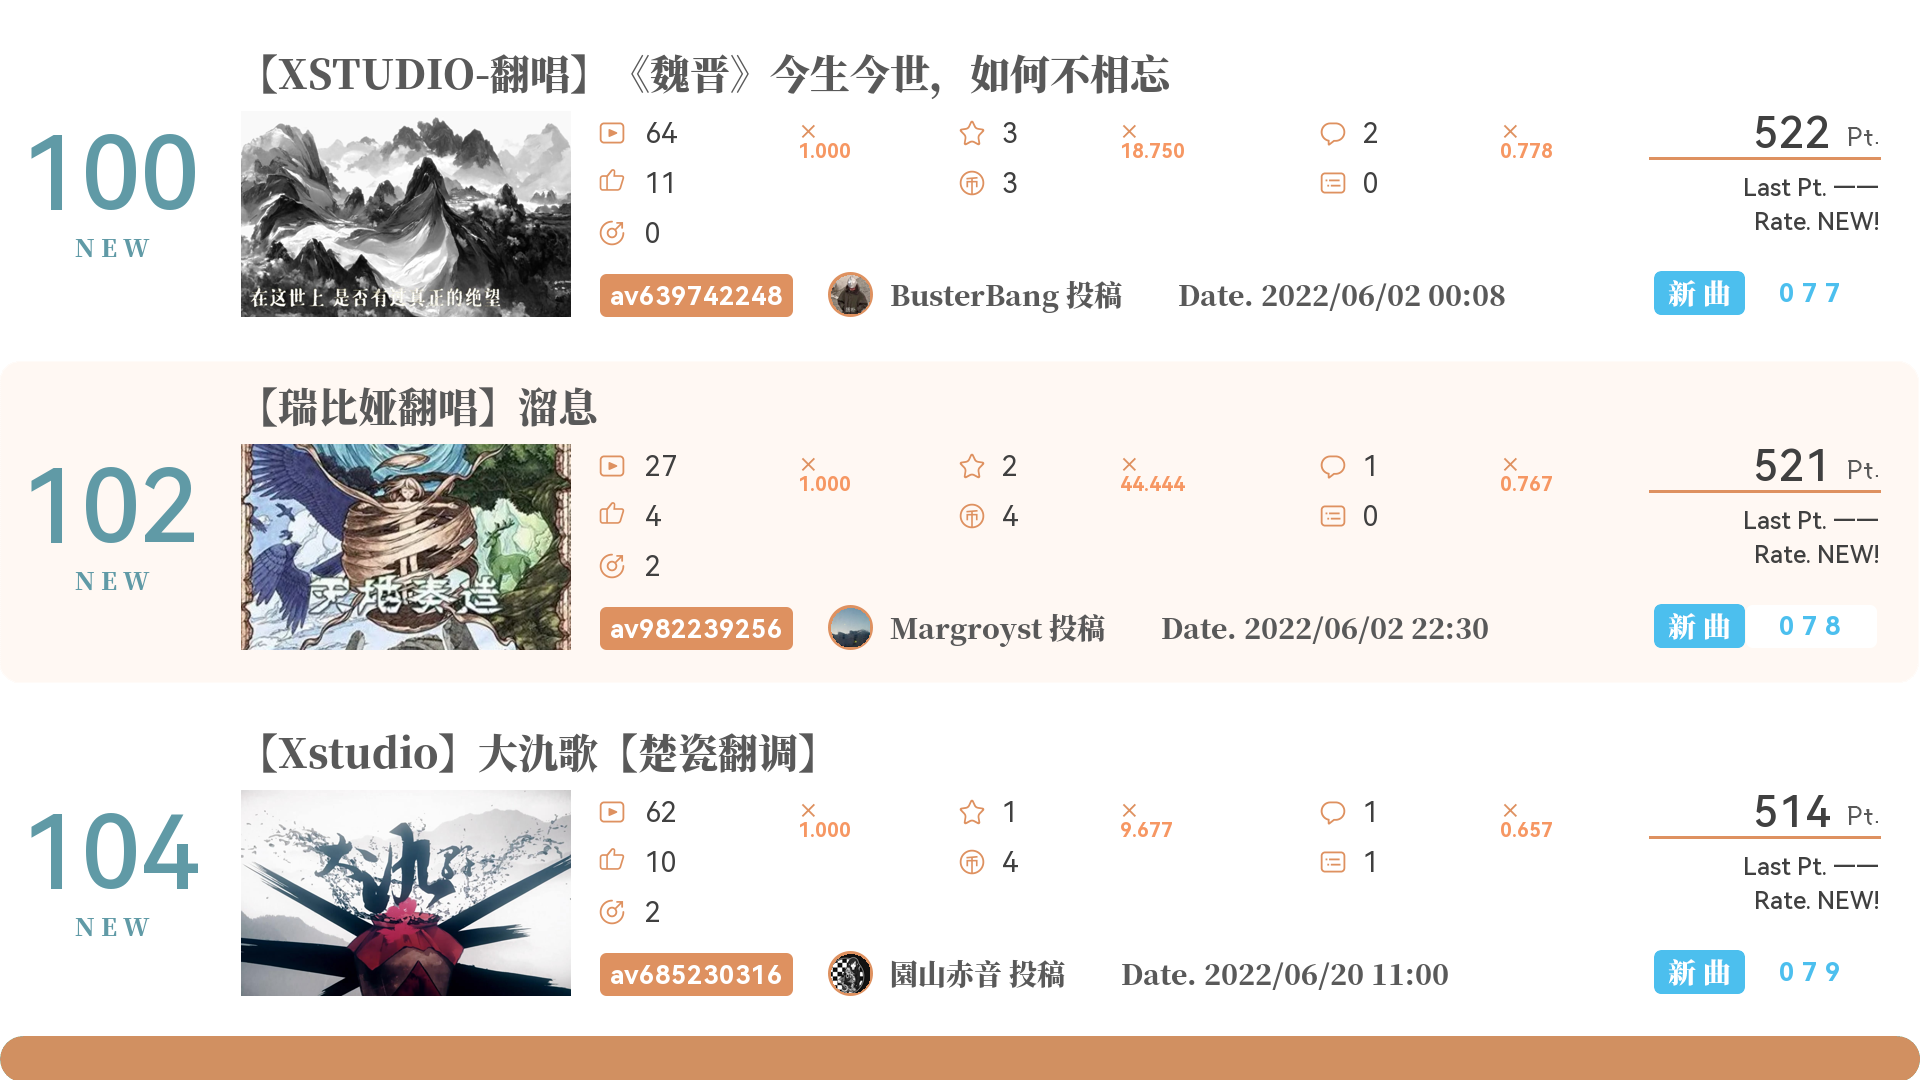 【XSTUDIO-翻唱】《魏晋》今生今世，如何不相忘
100
NEW
在这世上 是否有过真正的绝望
64
×
1.000
3
×
18.750
2
×
0.778
11
3
0
0
522 Pt.
Last Pt. ——
Rate. NEW!
av639742248
BusterBang 投稿
Date. 2022/06/02 00:08
新曲 077
【瑞比娅翻唱】溜息
102
NEW
天地奏造
27
×
1.000
2
×
44.444
1
×
0.767
4
4
0
2
521 Pt.
Last Pt. ——
Rate. NEW!
av982239256
Margroyst 投稿
Date. 2022/06/02 22:30
新曲 078
【Xstudio】大氿歌【楚瓷翻调】
104
NEW
大氿歌
62
×
1.000
1
×
9.677
1
×
0.657
10
4
1
2
514 Pt.
Last Pt. ——
Rate. NEW!
av685230316
園山赤音 投稿
Date. 2022/06/20 11:00
新曲 079